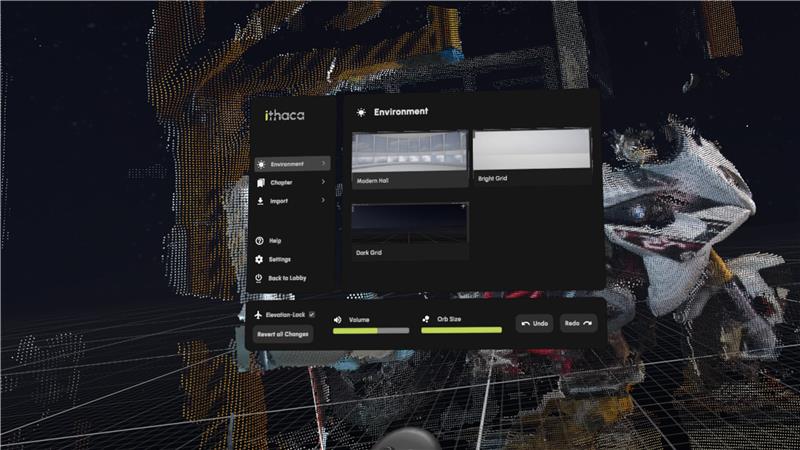 ithaca
Environment
Chapter
Import
Help
Settings
Back to Lobby
Environment
Modern Hall
Bright Grid
Dark Grid
Elevation-Lock
Revert all Changes
Volume
Orb Size
Undo
Redo